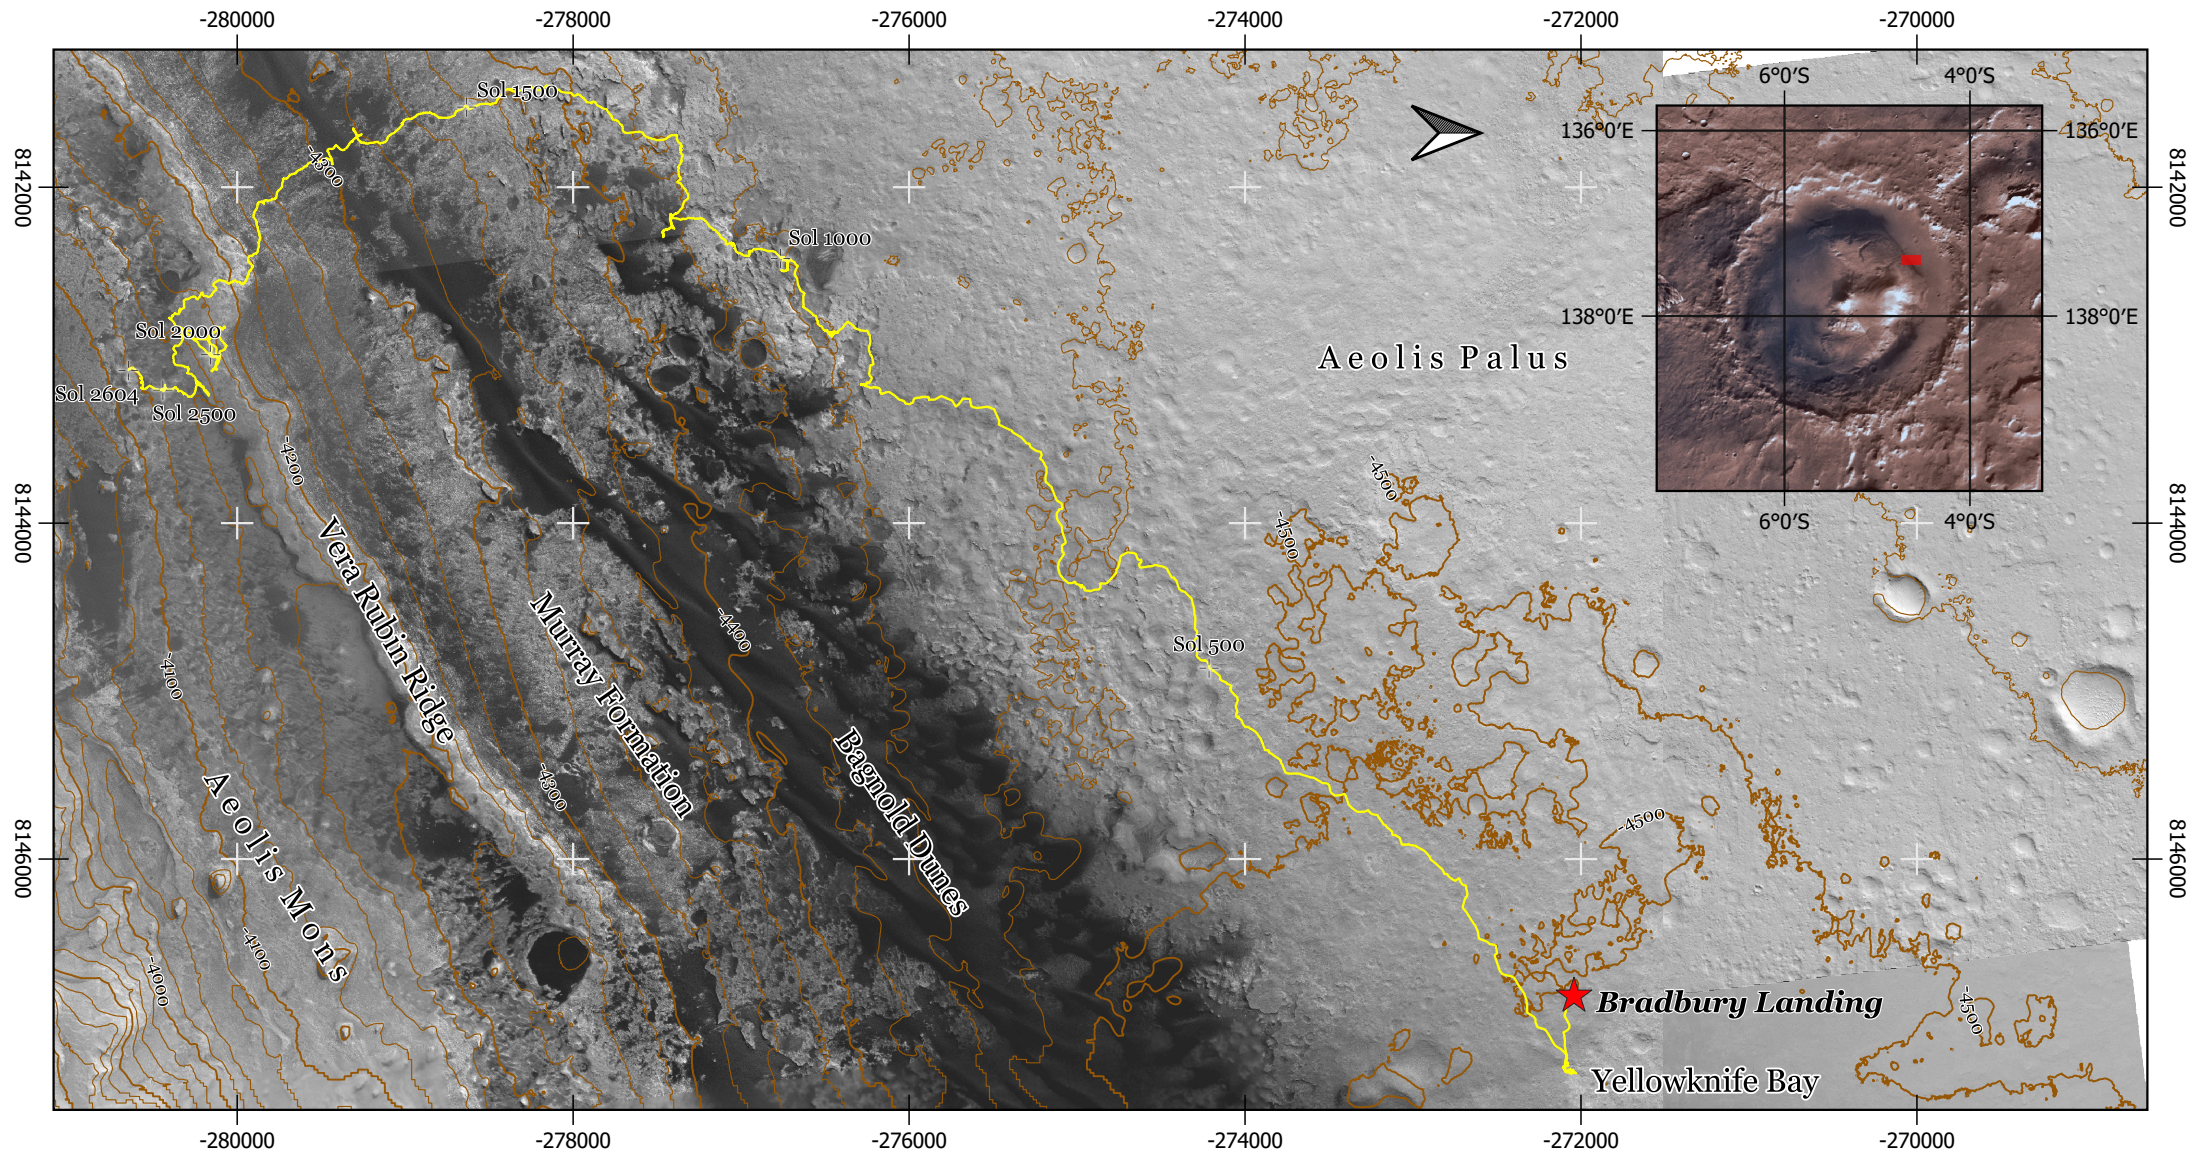 -280000 -278000 -276000 -274000 -272000 -270000
6°0'S 4°0'S
Sol 1500
136°0'E 136°0'E
-4300
8142000 8142000
Sol 1000
138°0'E 138°0'E
Sol 2000
Aeolis Palus
Sol 2604
Sol 2500
-4200
-4500
-4500
6°0'S 4°0'S
8144000 8144000
Vera Rubin Ridge
Murray Formation
-4400
Sol 500
-4100
Bagnold Dunes
-4300
Aeolis Mons
-4500
8146000 8146000
-4100
-4000
Bradbury Landing
-4500
Yellowknife Bay
-280000 -278000 -276000 -274000 -272000 -270000